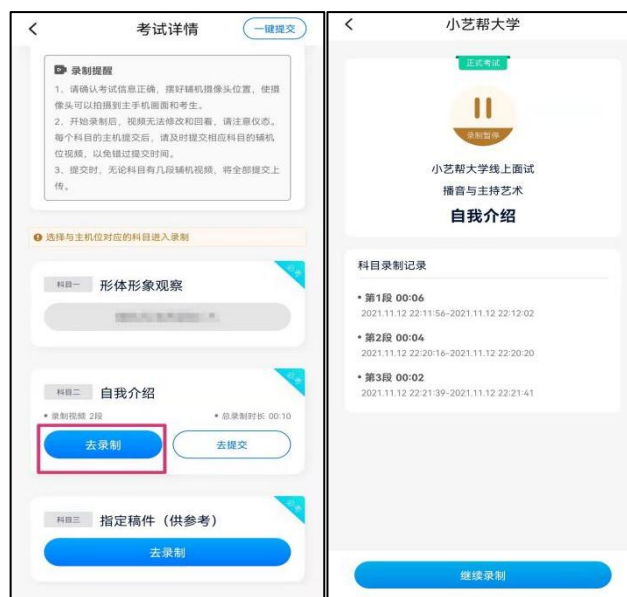 考试详情
一键提交
录制提醒
1、请确认考试信息正确，摆好辅机摄像头位置，使摄
像头可以拍摄到主手机画面和考生。
2、开始录制后，视频无法修改和回看，请注意仪态。
每个科目的主机提交后，请及时提交相应科目的辅机
位视频，以免错过提交时间。
3、提交时，无论科目有几段辅机视频，将全部提交上
传。
选择与主机位对应的科目进入录制
必考
科目一 形体形象观察
必考
科目二 自我介绍
• 录制视频 2段 • 总录制时长 00:10
去录制 去提交
必考
科目三 指定稿件（供参考）
去录制
小艺帮大学
正式考试
录制暂停
小艺帮大学线上面试
播音与主持艺术
自我介绍
科目录制记录
• 第1段 00:06
2021.11.12 22:11:56-2021.11.12 22:12:02
• 第2段 00:04
2021.11.12 22:20:16-2021.11.12 22:20:20
• 第3段 00:02
2021.11.12 22:21:39-2021.11.12 22:21:41
继续录制